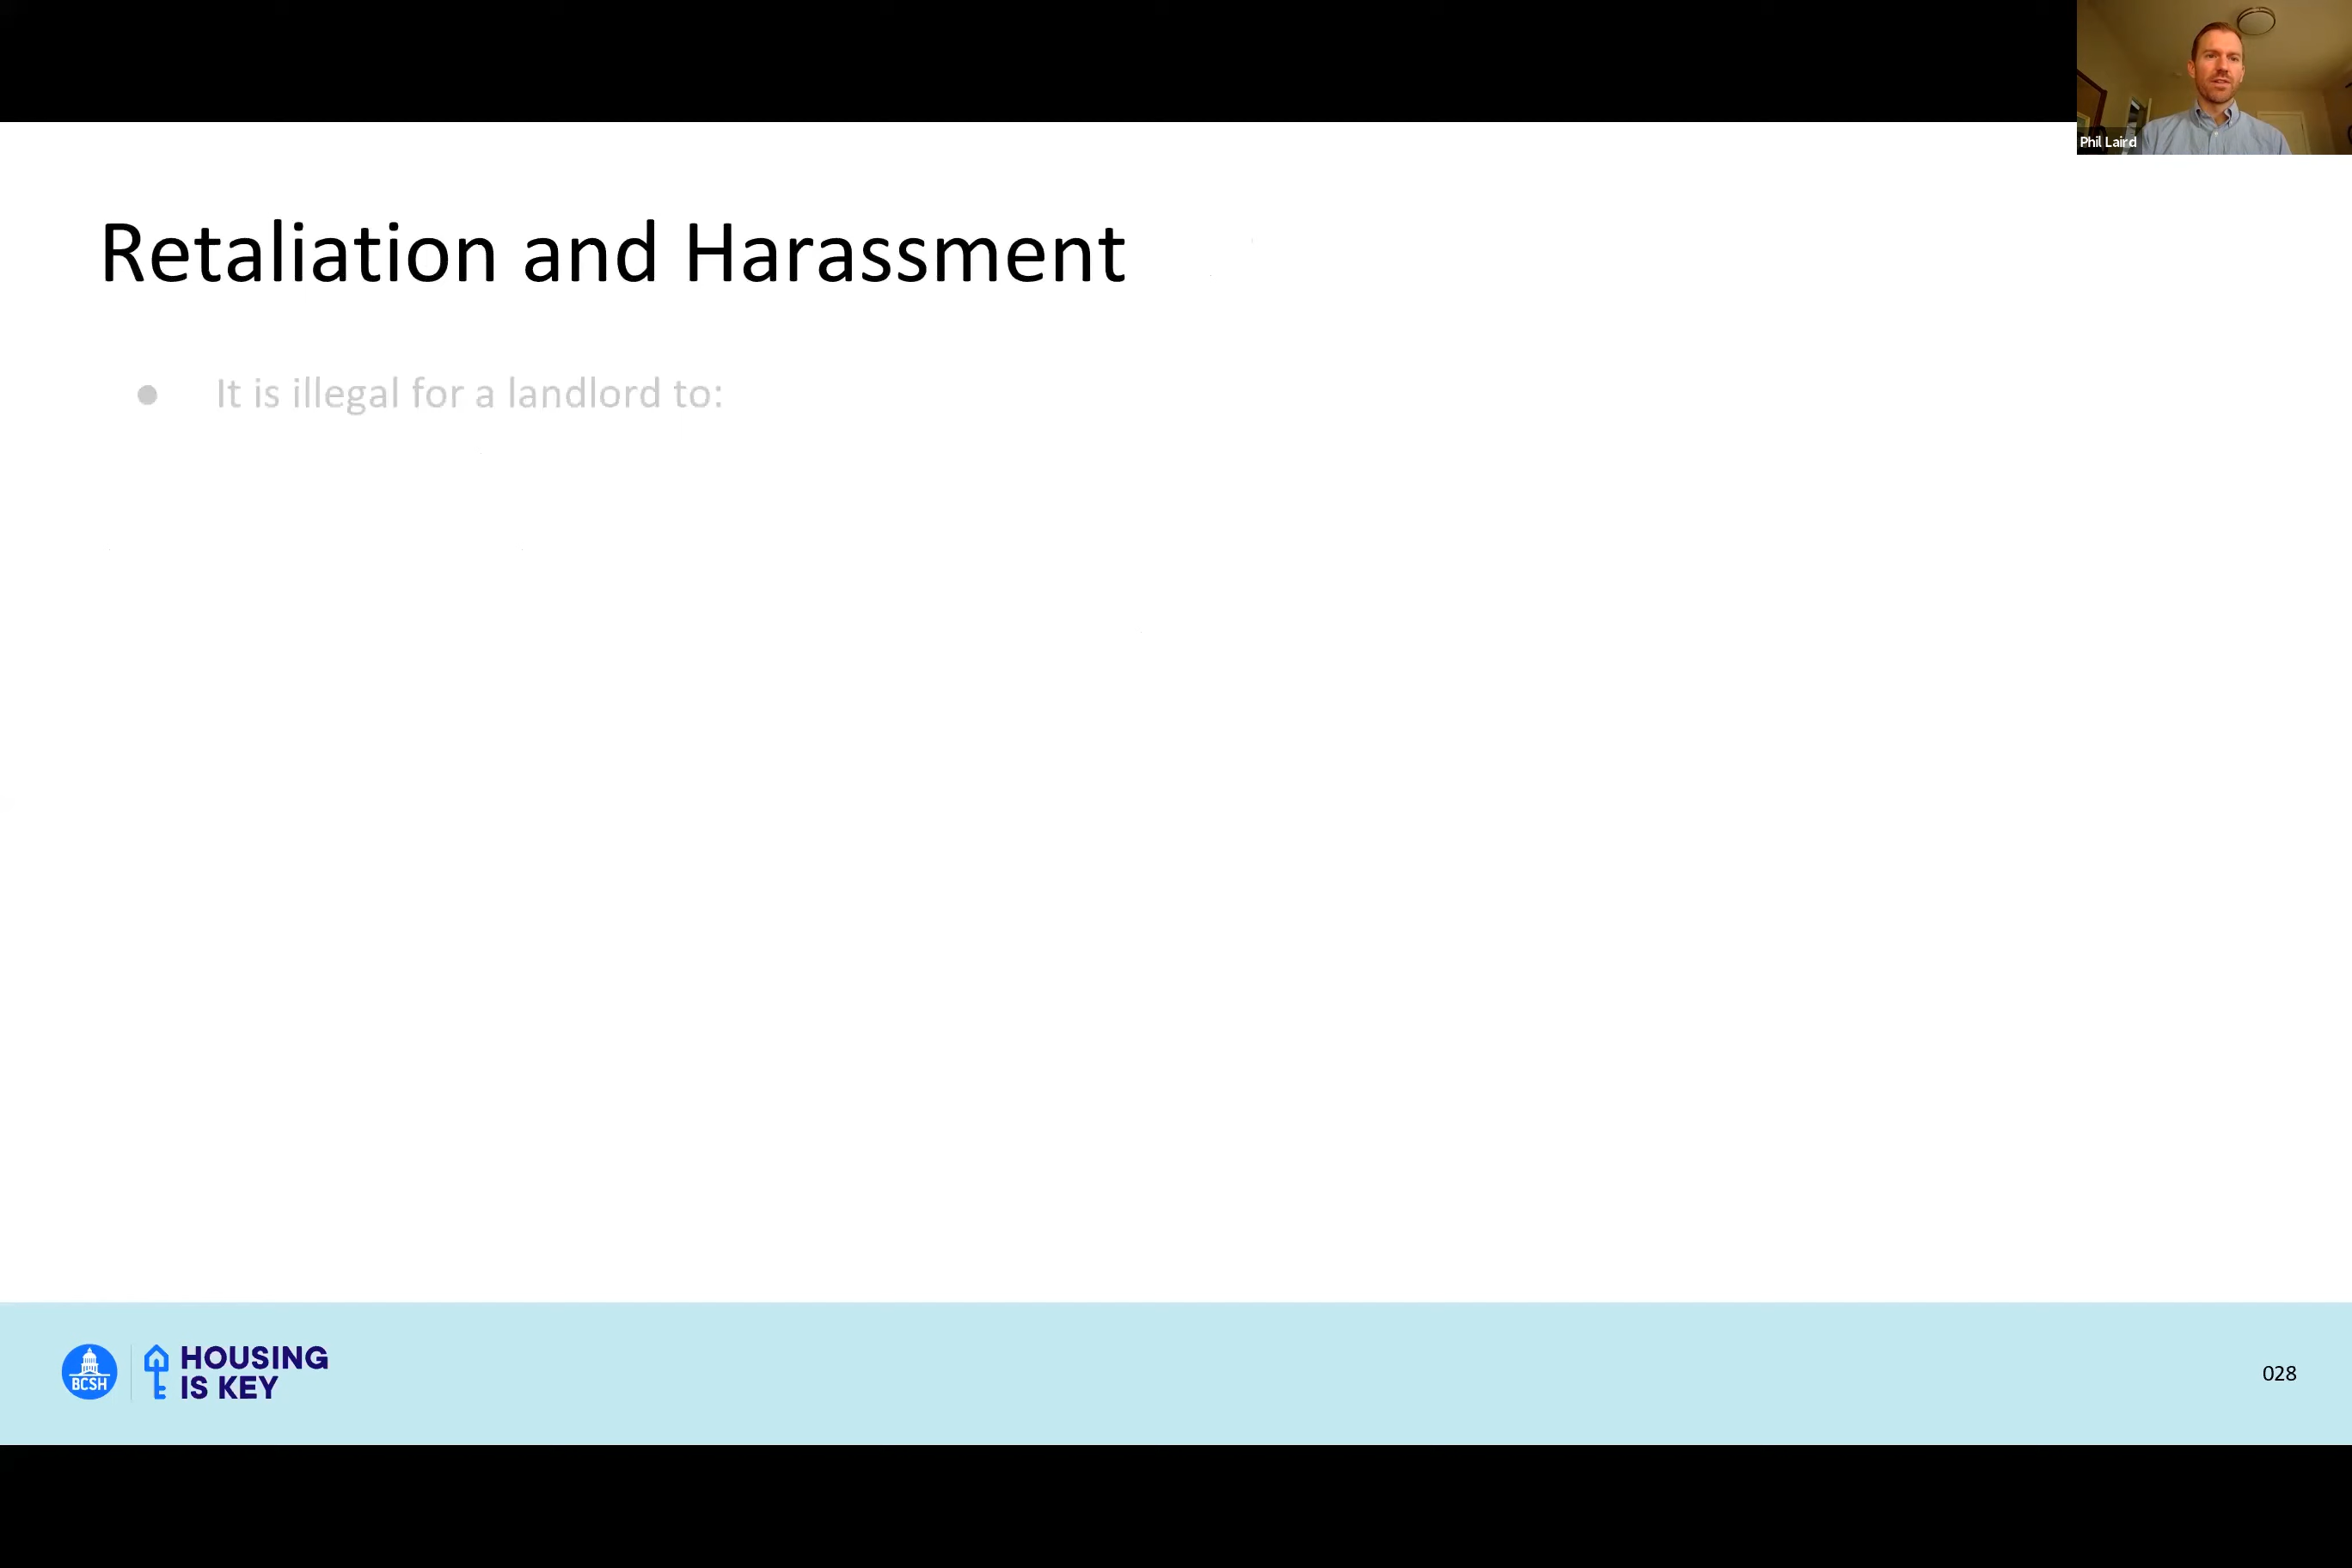 Phil Laird
Retaliation and Harassment
● It is illegal for a landlord to:
BCSH
HOUSING
IS KEY
028